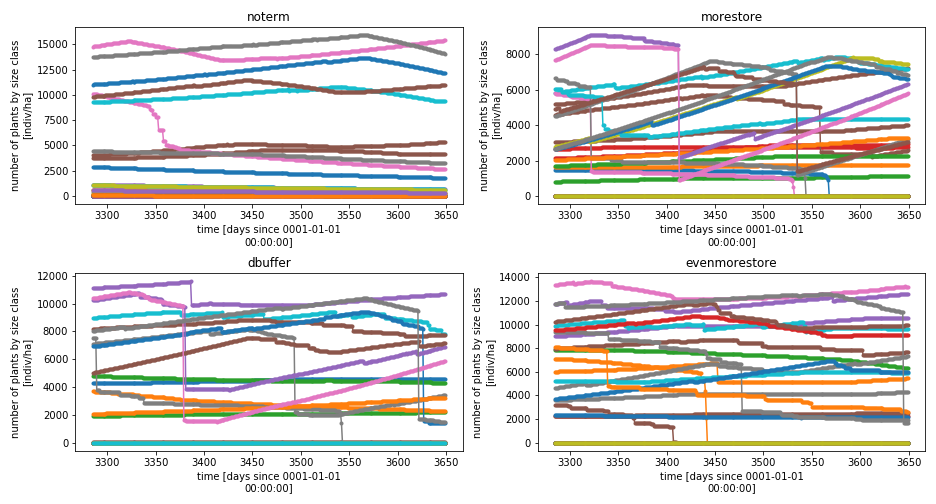 noterm
number of plants by size class
[indiv/ha]
15000
12500
10000
7500
5000
2500
0
3300 3350 3400 3450 3500 3550 3600 3650
time [days since 0001-01-01
00:00:00]
morestore
number of plants by size class
[indiv/ha]
8000
6000
4000
2000
0
3300 3350 3400 3450 3500 3550 3600 3650
time [days since 0001-01-01
00:00:00]
dbuffer
number of plants by size class
[indiv/ha]
12000
10000
8000
6000
4000
2000
0
3300 3350 3400 3450 3500 3550 3600 3650
time [days since 0001-01-01
00:00:00]
evenmorestore
number of plants by size class
[indiv/ha]
14000
12000
10000
8000
6000
4000
2000
0
3300 3350 3400 3450 3500 3550 3600 3650
time [days since 0001-01-01
00:00:00]